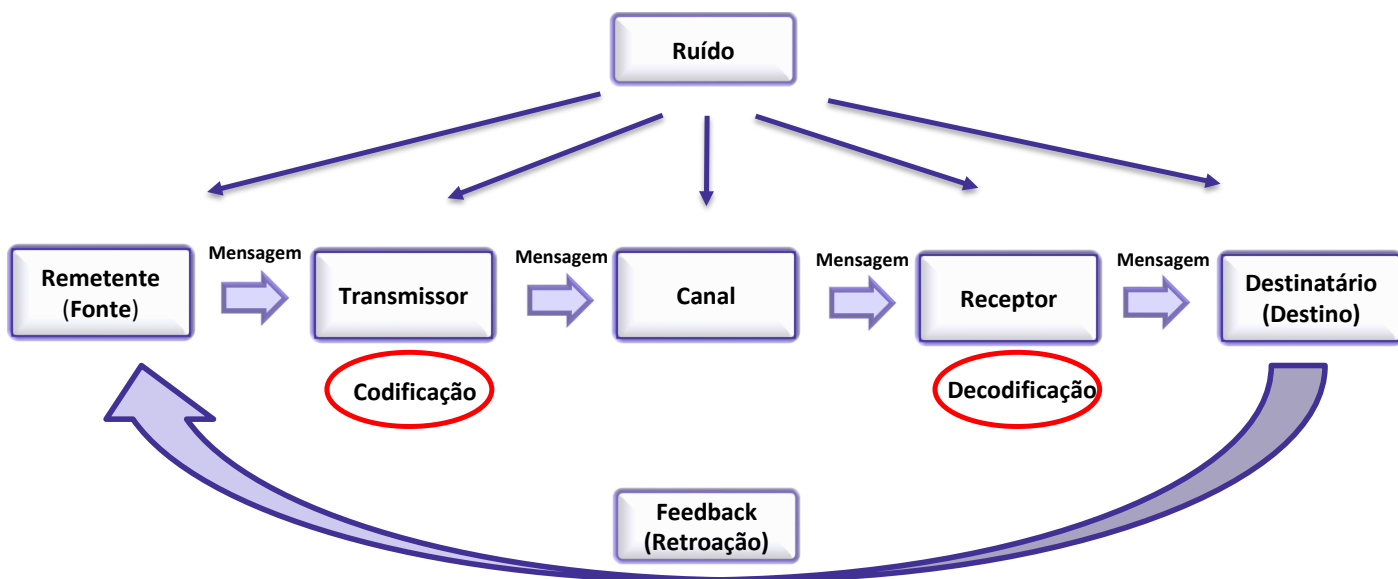 Ruído
Mensagem
Mensagem
Mensagem
Mensagem
Remetente
(Fonte)
Transmissor
Canal
Receptor
Destinatário
(Destino)
Codificação
Decodificação
Feedback
(Retroação)